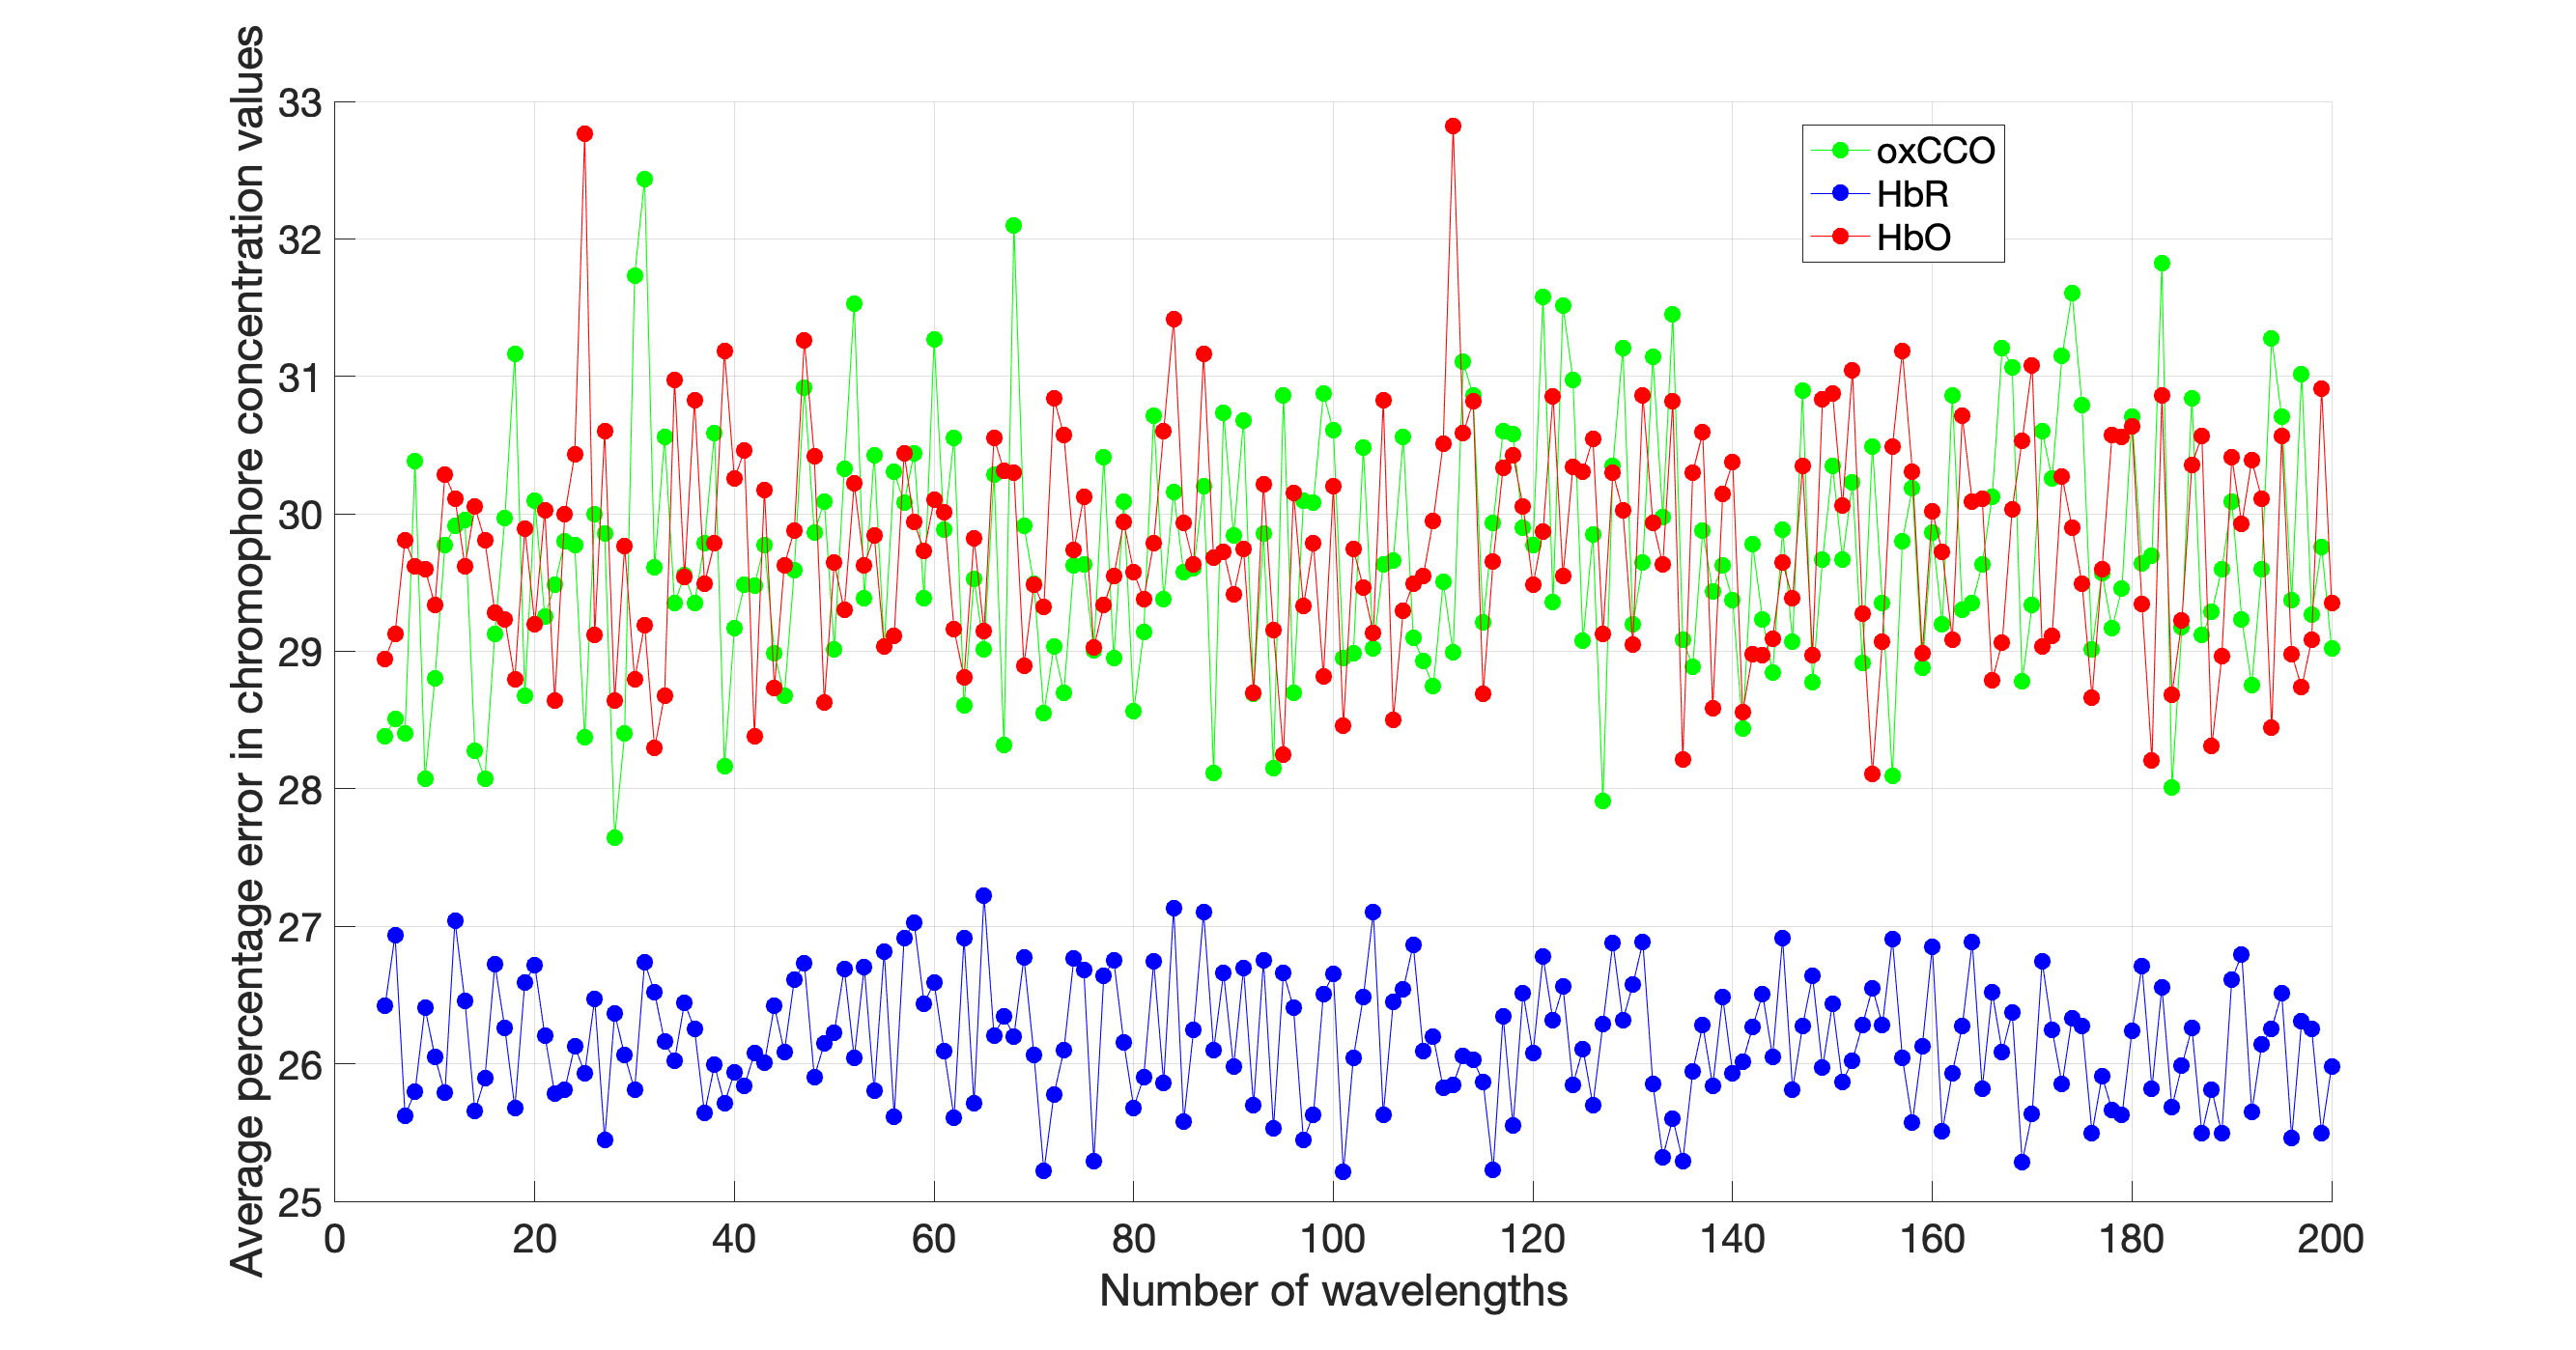 Average percentage error in chromophore concentration values
33
32
31
30
29
28
27
26
25
0 20 40 60 80 100 120 140 160 180 200
Number of wavelengths
oxCCO
HbR
HbO